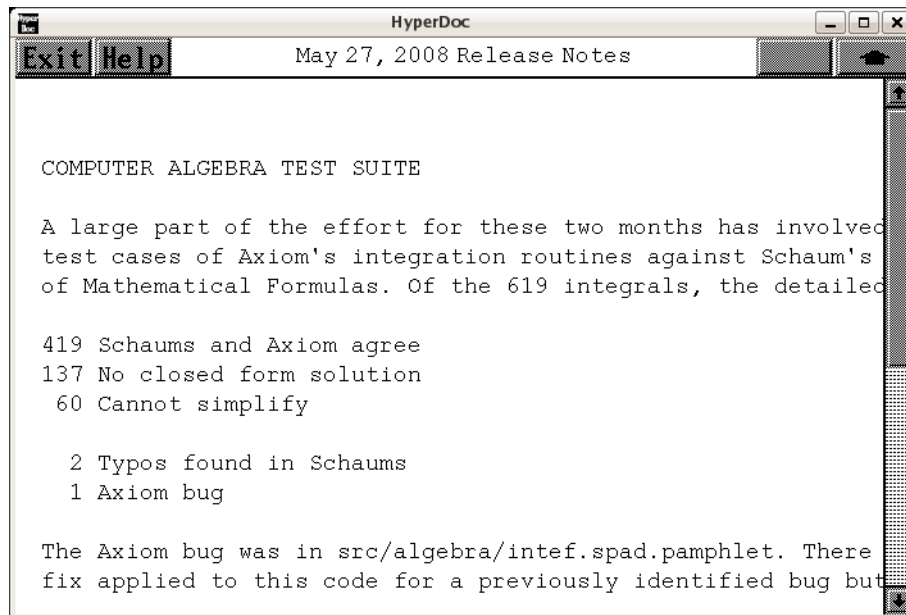 Hyper Doc
HyperDoc
Exit Help May 27, 2008 Release Notes
COMPUTER ALGEBRA TEST SUITE
A large part of the effort for these two months has involved
test cases of Axiom's integration routines against Schaum's
of Mathematical Formulas. Of the 619 integrals, the detailed
419 Schaums and Axiom agree
137 No closed form solution
60 Cannot simplify
2 Typos found in Schaums
1 Axiom bug
The Axiom bug was in src/algebra/intef.spad.pamphlet. There
fix applied to this code for a previously identified bug but